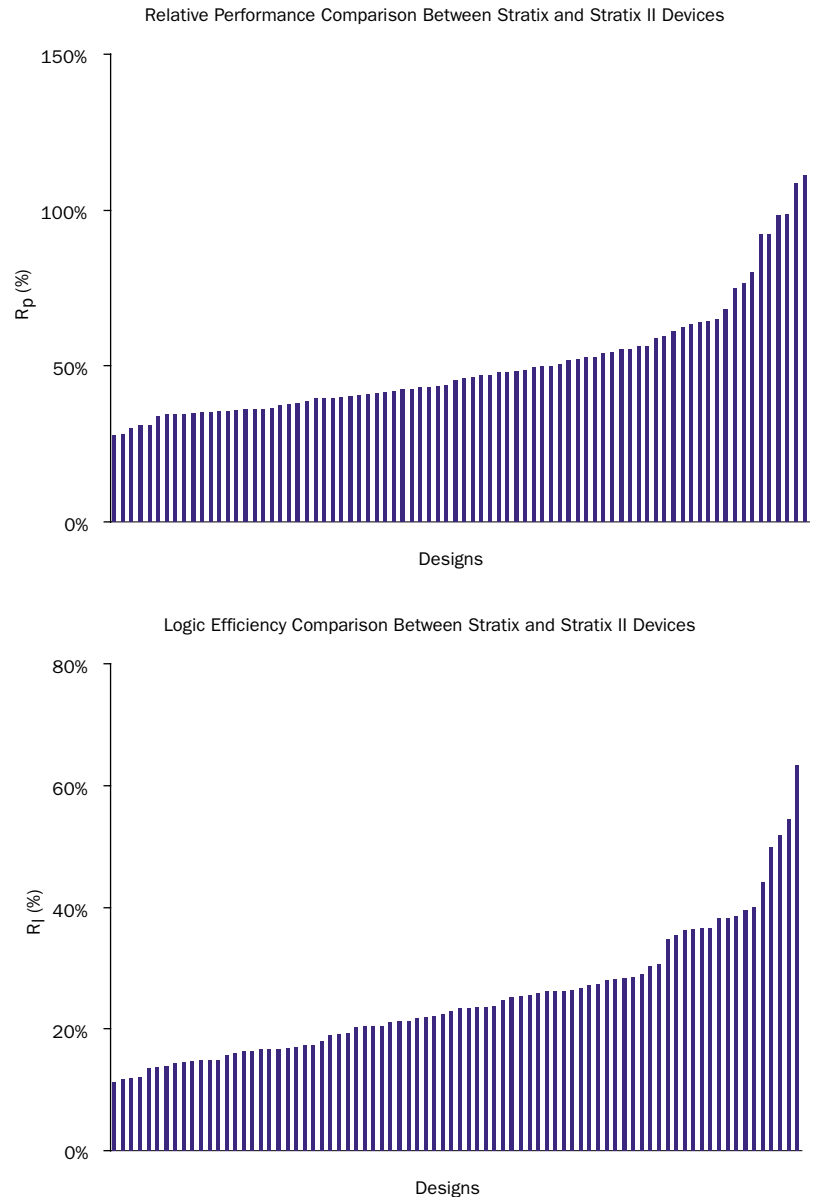 Relative Performance Comparison Between Stratix and Stratix II Devices
150%
100%
Rp (%)
50%
0%
Designs
Logic Efficiency Comparison Between Stratix and Stratix II Devices
80%
60%
Rl (%)
40%
20%
0%
Designs